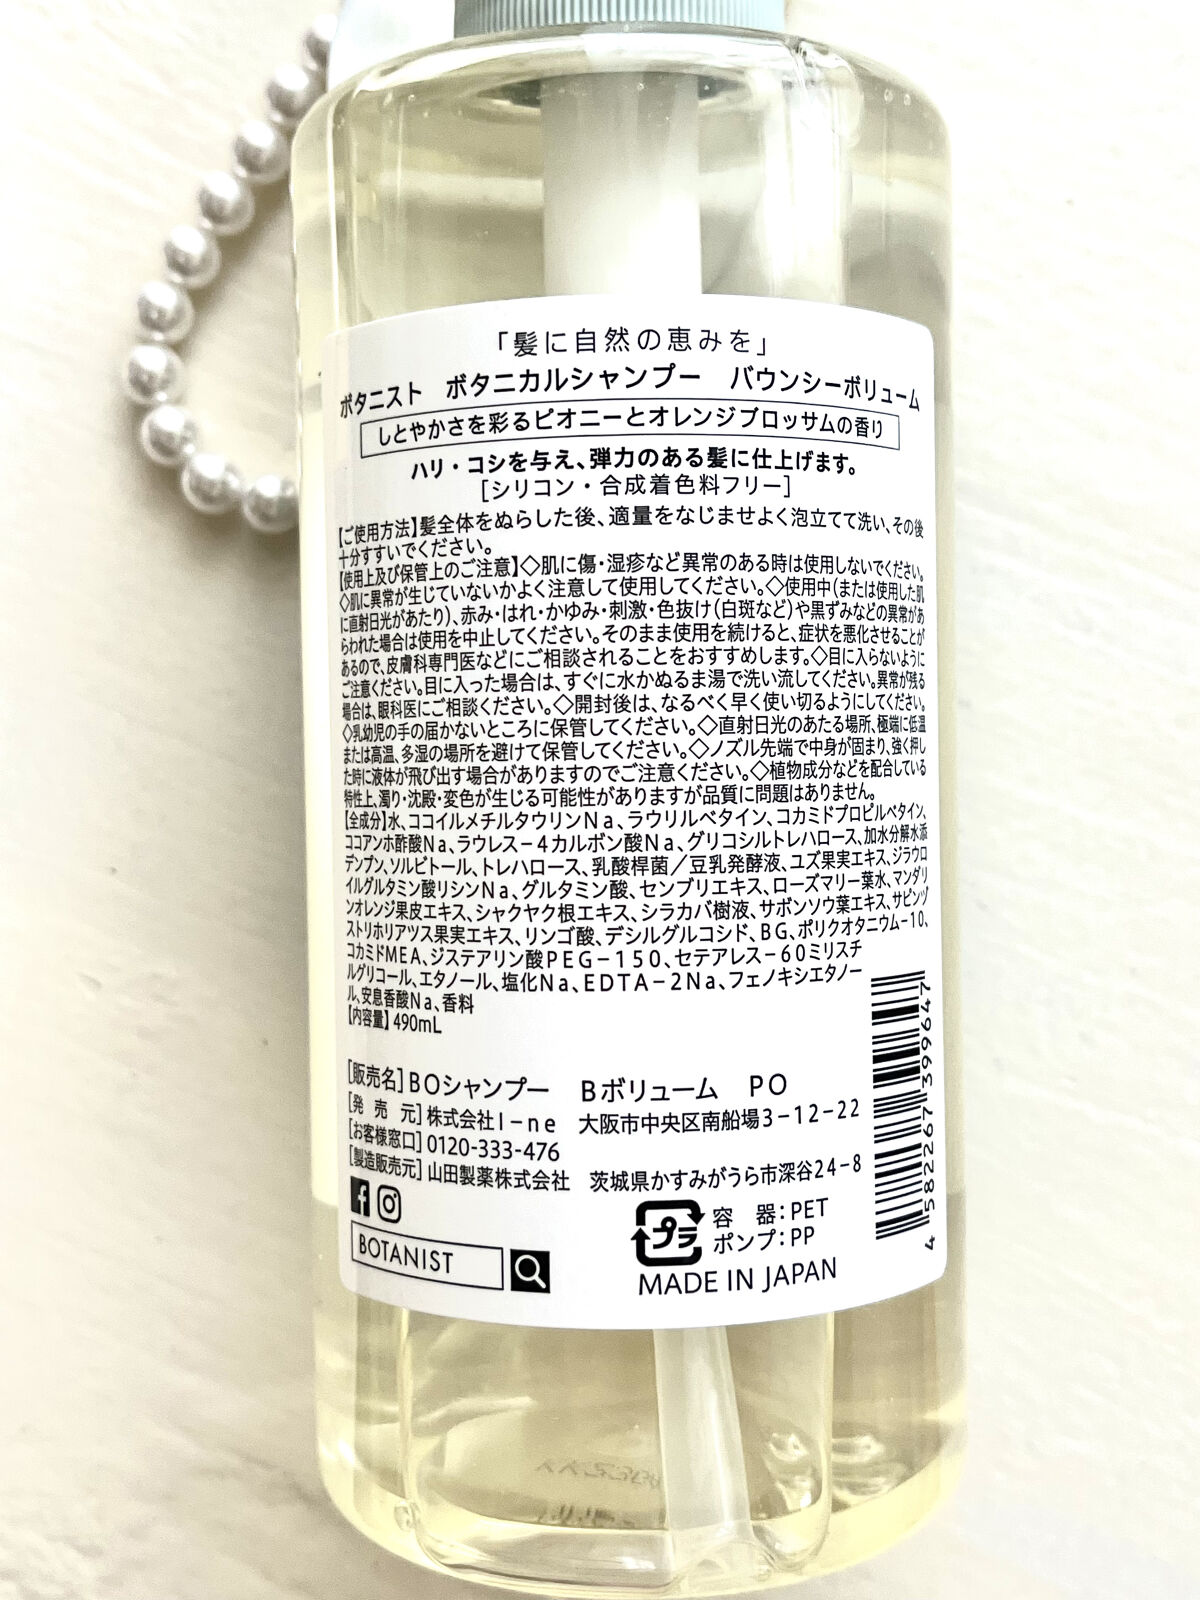 「髪に自然の恵みを」
ボタニスト　ボタニカルシャンプー　バウンシーボリューム
しとやかさを彩るピオニーとオレンジブロッサムの香り
ハリ・コシを与え、弾力のある髪に仕上げます。
[シリコン・合成着色料フリー]
【ご使用方法】髪全体をぬらした後、適量をなじませよく泡立てて洗い、その後
十分すすいでください。
【使用上及び保管上のご注意】◇肌に傷・湿疹など異常のある時は使用しないでください。
◇肌に異常が生じていないかよく注意して使用してください。◇使用中(または使用した肌
に直射日光があたり)、赤み・はれ・かゆみ・刺激・色抜け(白斑など)や黒ずみなどの異常があ
らわれた場合は使用を中止してください。そのまま使用を続けると、症状を悪化させることが
あるので、皮膚科専門医などにご相談されることをおすすめします。◇目に入らないように
ご注意ください。目に入った場合は、すぐに水かぬるま湯で洗い流してください。異常が残る
場合は、眼科医にご相談ください。◇開封後は、なるべく早く使い切るようにしてください。
◇乳幼児の手の届かないところに保管してください。◇直射日光のあたる場所、極端に低温
または高温、多湿の場所を避けて保管してください。◇ノズル先端で中身が固まり、強く押し
た時に液体が飛び出す場合がありますのでご注意ください。◇植物成分などを配合している
特性上、濁り・沈殿・変色が生じる可能性がありますが品質に問題はありません。
【全成分】水、ココイルメチルタウリンNa、ラウリルベタイン、コカミドプロピルベタイン、
ココアンホ酢酸Na、ラウレス－4カルボン酸Na、グリコシルトレハロース、加水分解水添
デンプン、ソルビトール、トレハロース、乳酸桿菌／豆乳発酵液、ユズ果実エキス、ジラウロ
イルグルタミン酸リシンNa、グルタミン酸、センブリエキス、ローズマリー葉水、マンダリ
ンオレンジ果皮エキス、シャクヤク根エキス、シラカバ樹液、サボンソウ葉エキス、サピンヅ
ストリホリアツス果実エキス、リンゴ酸、デシルグルコシド、BG、ポリクオタニウム－10、
コカミドMEA、ジステアリン酸PEG－150、セテアレス－60ミリスチ
ルグリコール、エタノール、塩化Na、EDTA－2Na、フェノキシエタノー
ル、安息香酸Na、香料
【内容量】490mL
[販売名]BOシャンプー　Bボリューム　PO
[発　売　元]株式会社I－ne　大阪市中央区南船場3－12－22
[お客様窓口]0120-333-476
[製造販売元]山田製薬株式会社　茨城県かすみがうら市深谷24－8
BOTANIST
プラ
容　器：PET
ポンプ：PP
MADE IN JAPAN
4 582267 399647